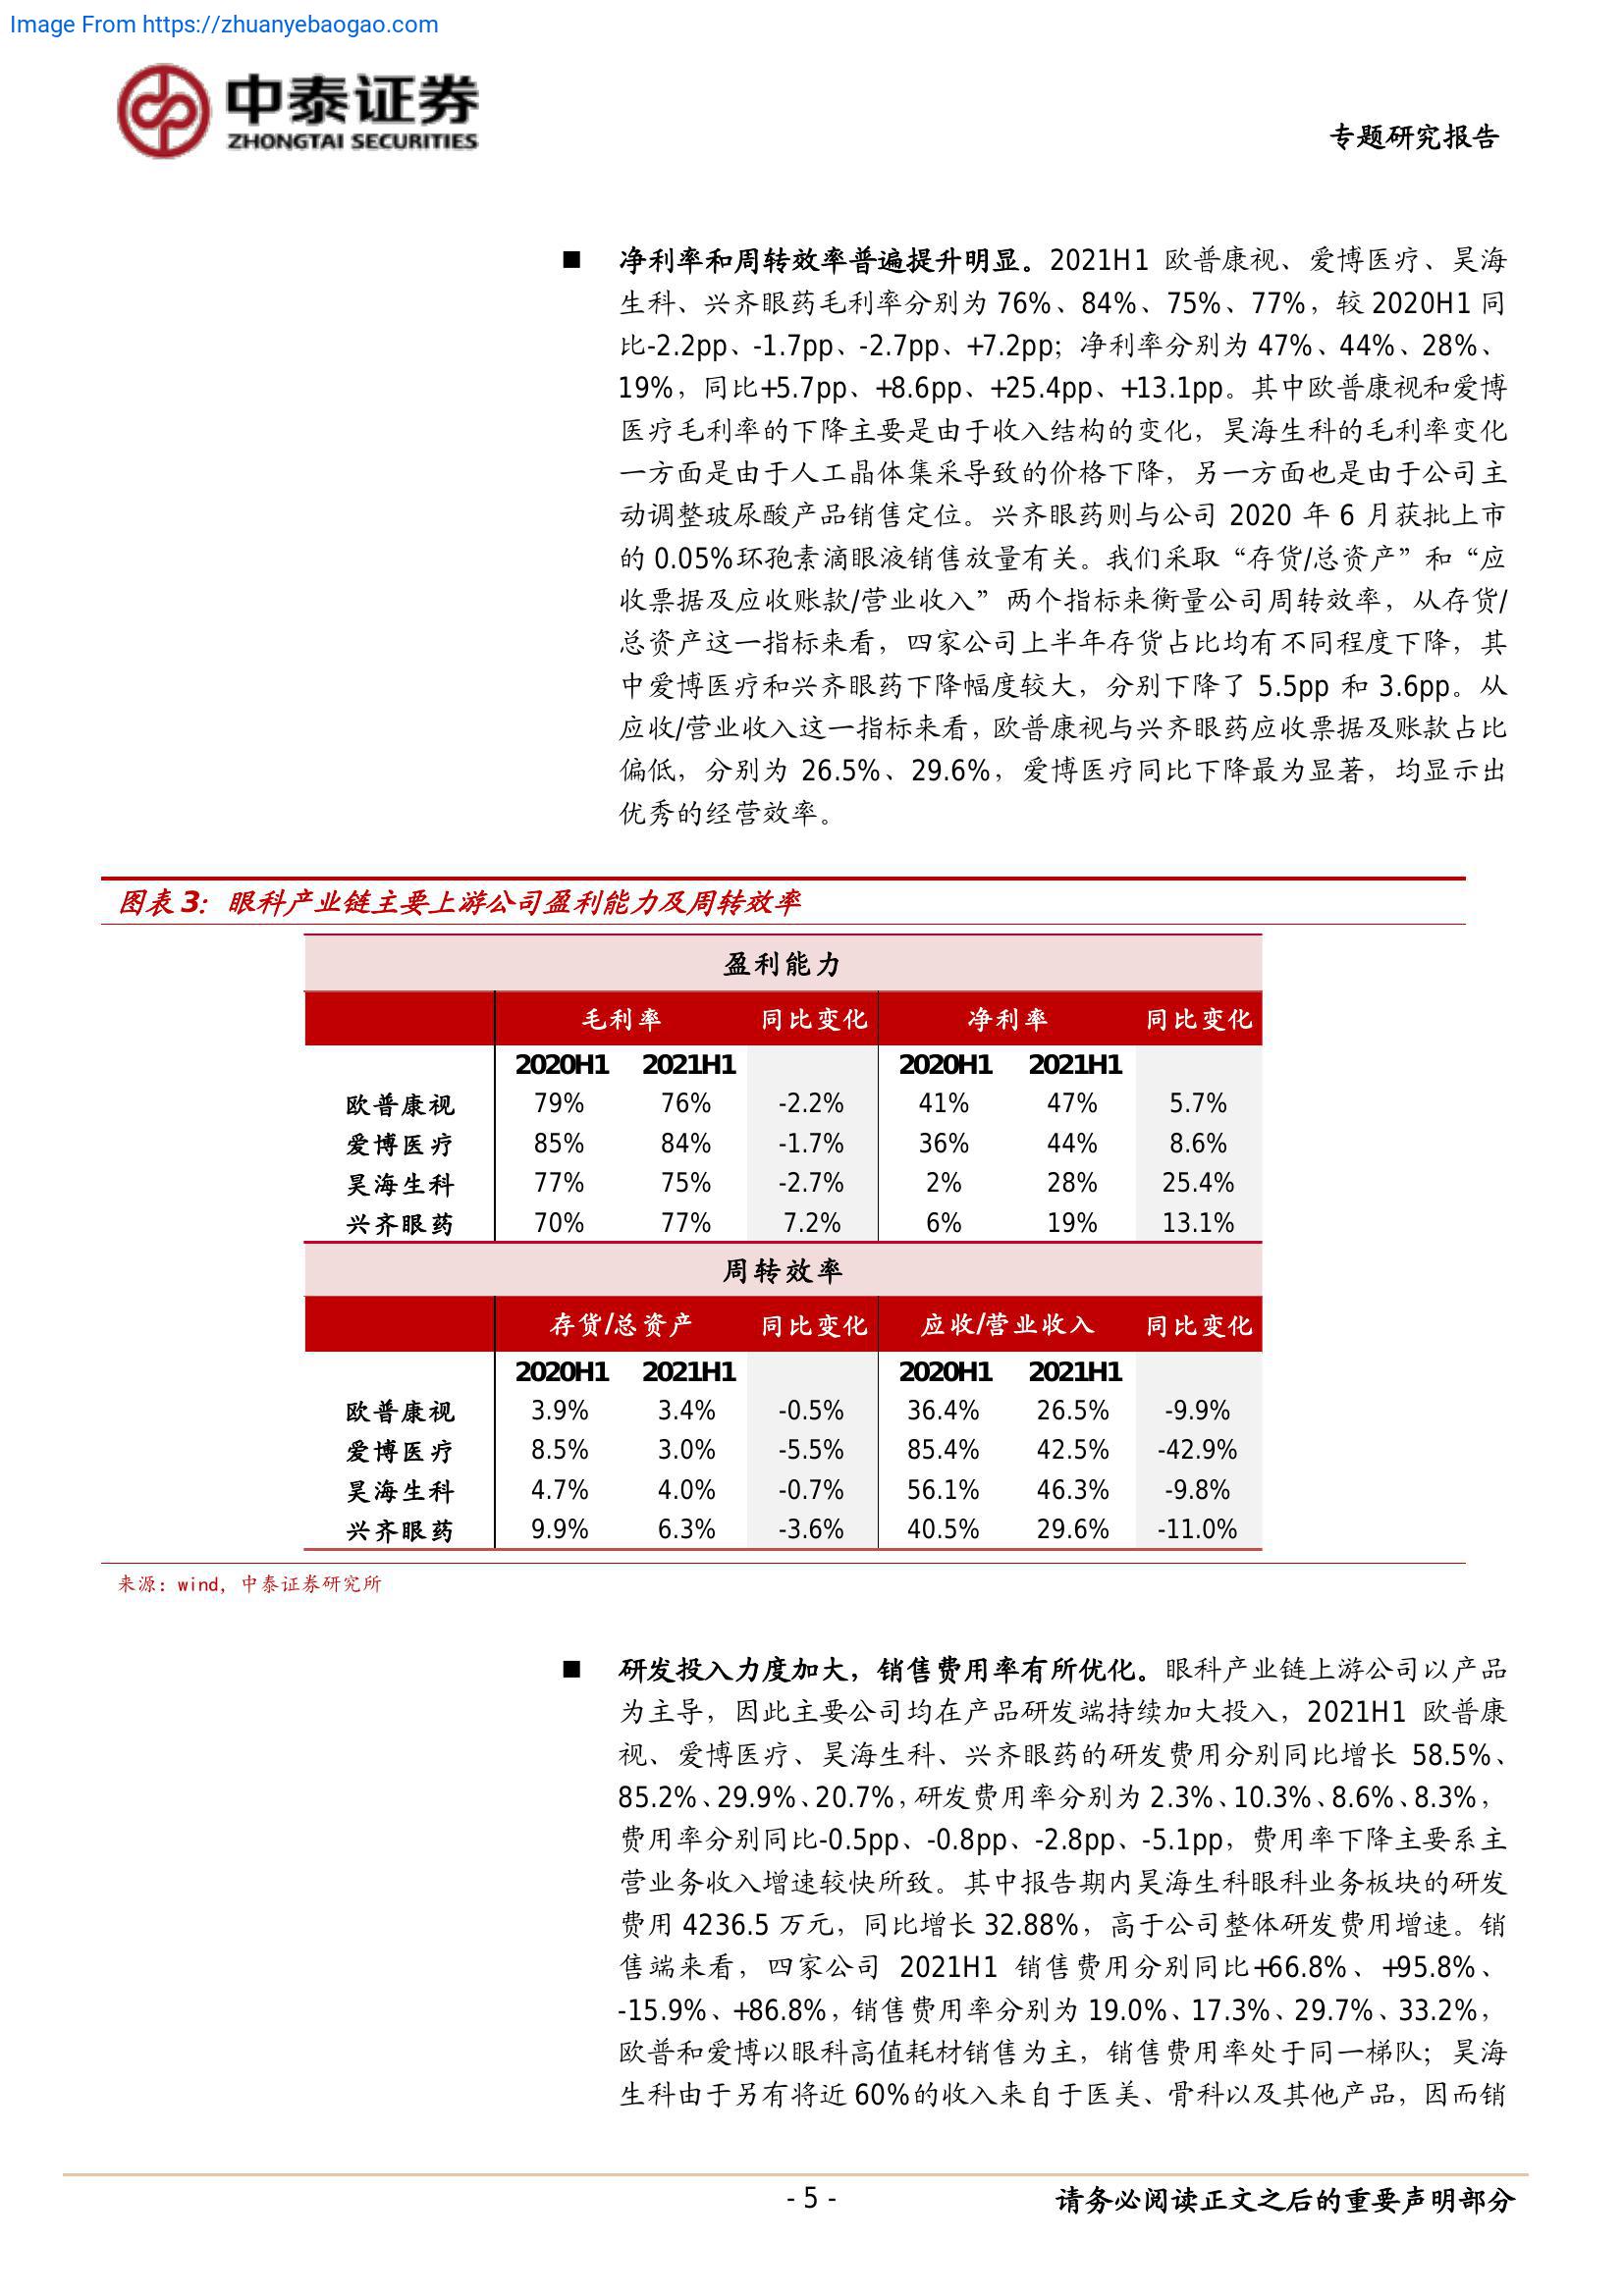 Image From https://zhuanyebaogao.com
中泰证券
ZHONGTAI SECURITIES
专题研究报告
■ 净利率和周转效率普遍提升明显。2021H1 欧普康视、爱博医疗、昊海
生科、兴齐眼药毛利率分别为 76%、84%、75%、77%，较 2020H1 同
比-2.2pp、-1.7pp、-2.7pp、+7.2pp；净利率分别为 47%、44%、28%、
19%，同比+5.7pp、+8.6pp、+25.4pp、+13.1pp。其中欧普康视和爱博
医疗毛利率的下降主要是由于收入结构的变化，昊海生科的毛利率变化
一方面是由于人工晶体集采导致的价格下降，另一方面也是由于公司主
动调整玻尿酸产品销售定位。兴齐眼药则与公司 2020 年 6 月获批上市
的 0.05%环孢素滴眼液销售放量有关。我们采取“存货/总资产”和“应
收票据及应收账款/营业收入”两个指标来衡量公司周转效率，从存货/
总资产这一指标来看，四家公司上半年存货占比均有不同程度下降，其
中爱博医疗和兴齐眼药下降幅度较大，分别下降了 5.5pp 和 3.6pp。从
应收/营业收入这一指标来看，欧普康视与兴齐眼药应收票据及账款占比
偏低，分别为 26.5%、29.6%，爱博医疗同比下降最为显著，均显示出
优秀的经营效率。
图表 3：眼科产业链主要上游公司盈利能力及周转效率
盈利能力
毛利率 同比变化 净利率 同比变化
2020H1 2021H1 2020H1 2021H1
欧普康视 79% 76% -2.2% 41% 47% 5.7%
爱博医疗 85% 84% -1.7% 36% 44% 8.6%
昊海生科 77% 75% -2.7% 2% 28% 25.4%
兴齐眼药 70% 77% 7.2% 6% 19% 13.1%
周转效率
存货/总资产 同比变化 应收/营业收入 同比变化
2020H1 2021H1 2020H1 2021H1
欧普康视 3.9% 3.4% -0.5% 36.4% 26.5% -9.9%
爱博医疗 8.5% 3.0% -5.5% 85.4% 42.5% -42.9%
昊海生科 4.7% 4.0% -0.7% 56.1% 46.3% -9.8%
兴齐眼药 9.9% 6.3% -3.6% 40.5% 29.6% -11.0%
来源：wind，中泰证券研究所
■ 研发投入力度加大，销售费用率有所优化。眼科产业链上游公司以产品
为主导，因此主要公司均在产品研发端持续加大投入，2021H1 欧普康
视、爱博医疗、昊海生科、兴齐眼药的研发费用分别同比增长 58.5%、
85.2%、29.9%、20.7%，研发费用率分别为 2.3%、10.3%、8.6%、8.3%，
费用率分别同比-0.5pp、-0.8pp、-2.8pp、-5.1pp，费用率下降主要系主
营业务收入增速较快所致。其中报告期内昊海生科眼科业务板块的研发
费用 4236.5 万元，同比增长 32.88%，高于公司整体研发费用增速。销
售端来看，四家公司 2021H1 销售费用分别同比+66.8%、+95.8%、
-15.9%、+86.8%，销售费用率分别为 19.0%、17.3%、29.7%、33.2%，
欧普和爱博以眼科高值耗材销售为主，销售费用率处于同一梯队；昊海
生科由于另有将近 60%的收入来自于医美、骨科以及其他产品，因而销
- 5 -
请务必阅读正文之后的重要声明部分